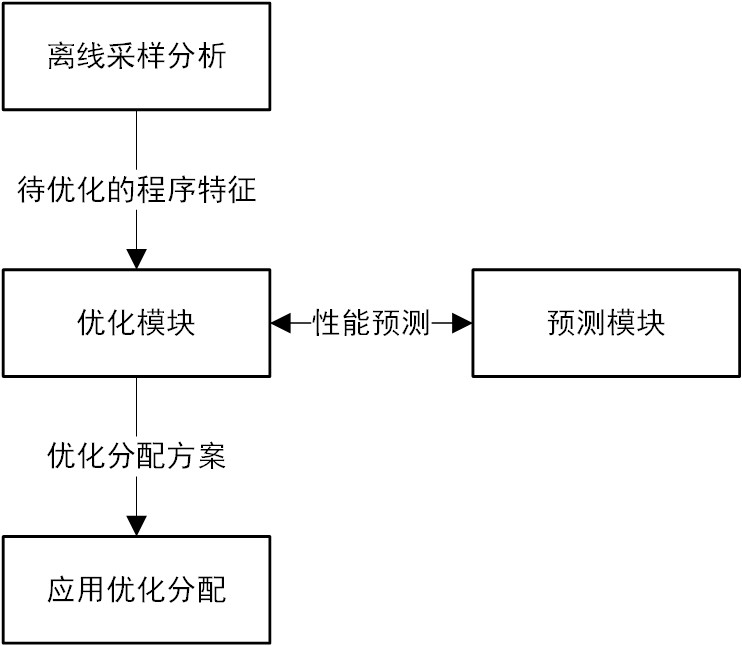 离线采样分析
待优化的程序特征
优化模块
性能预测
预测模块
优化分配方案
应用优化分配